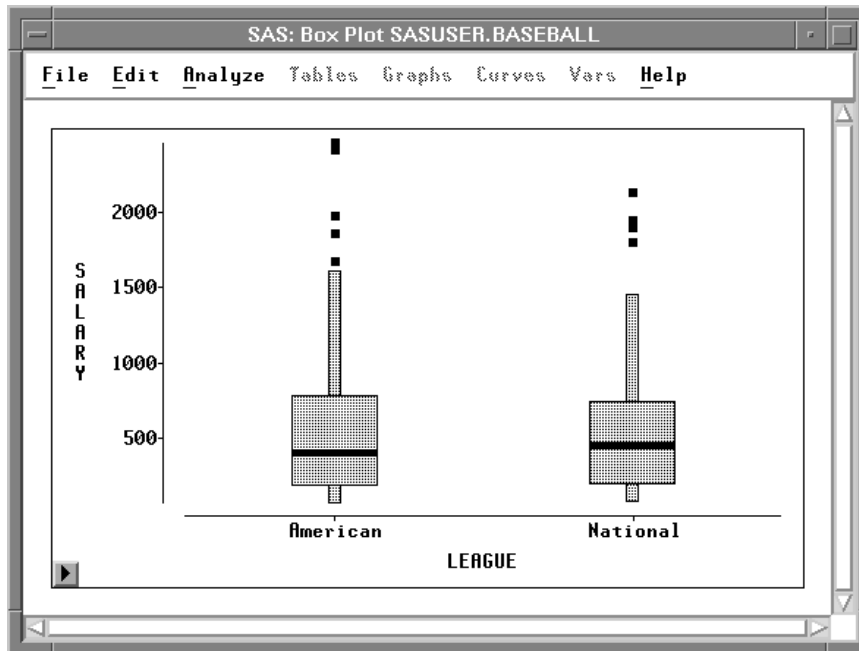 SAS: Box Plot SASUSER.BASEBALL
File Edit Analyze Tables Graphs Curves Vars Help
SALARY
2000
1500
1000
500
American National
LEAGUE